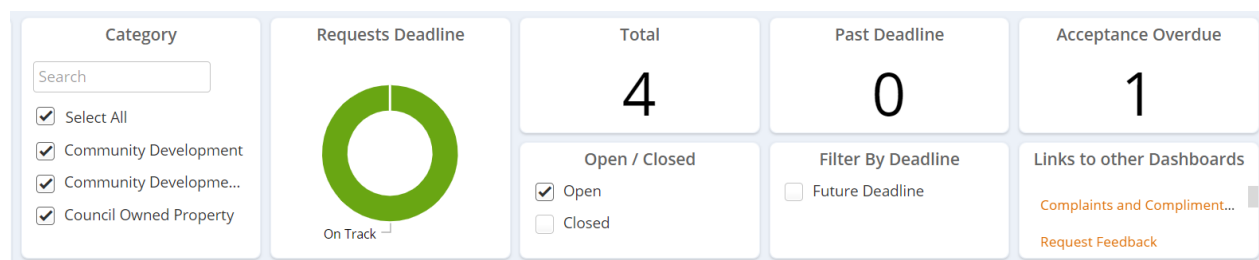 Category
Search
Select All
Community Development
Community Developme...
Council Owned Property
Requests Deadline
On Track
Total
4
Past Deadline
0
Acceptance Overdue
1
Open / Closed
Open
Closed
Filter By Deadline
Future Deadline
Links to other Dashboards
Complaints and Compliment...
Request Feedback